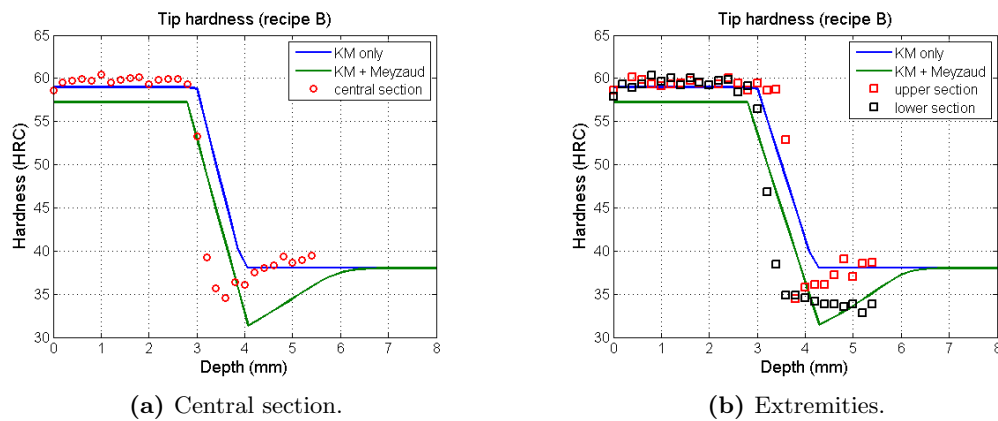 Tip hardness (recipe B)
65
60
55
50
45
40
35
30
0 1 2 3 4 5 6 7 8
Hardness (HRC)
Depth (mm)
KM only
KM + Meyzaud
central section
(a) Central section.
Tip hardness (recipe B)
65
60
55
50
45
40
35
30
0 1 2 3 4 5 6 7 8
Hardness (HRC)
Depth (mm)
KM only
KM + Meyzaud
upper section
lower section
(b) Extremities.